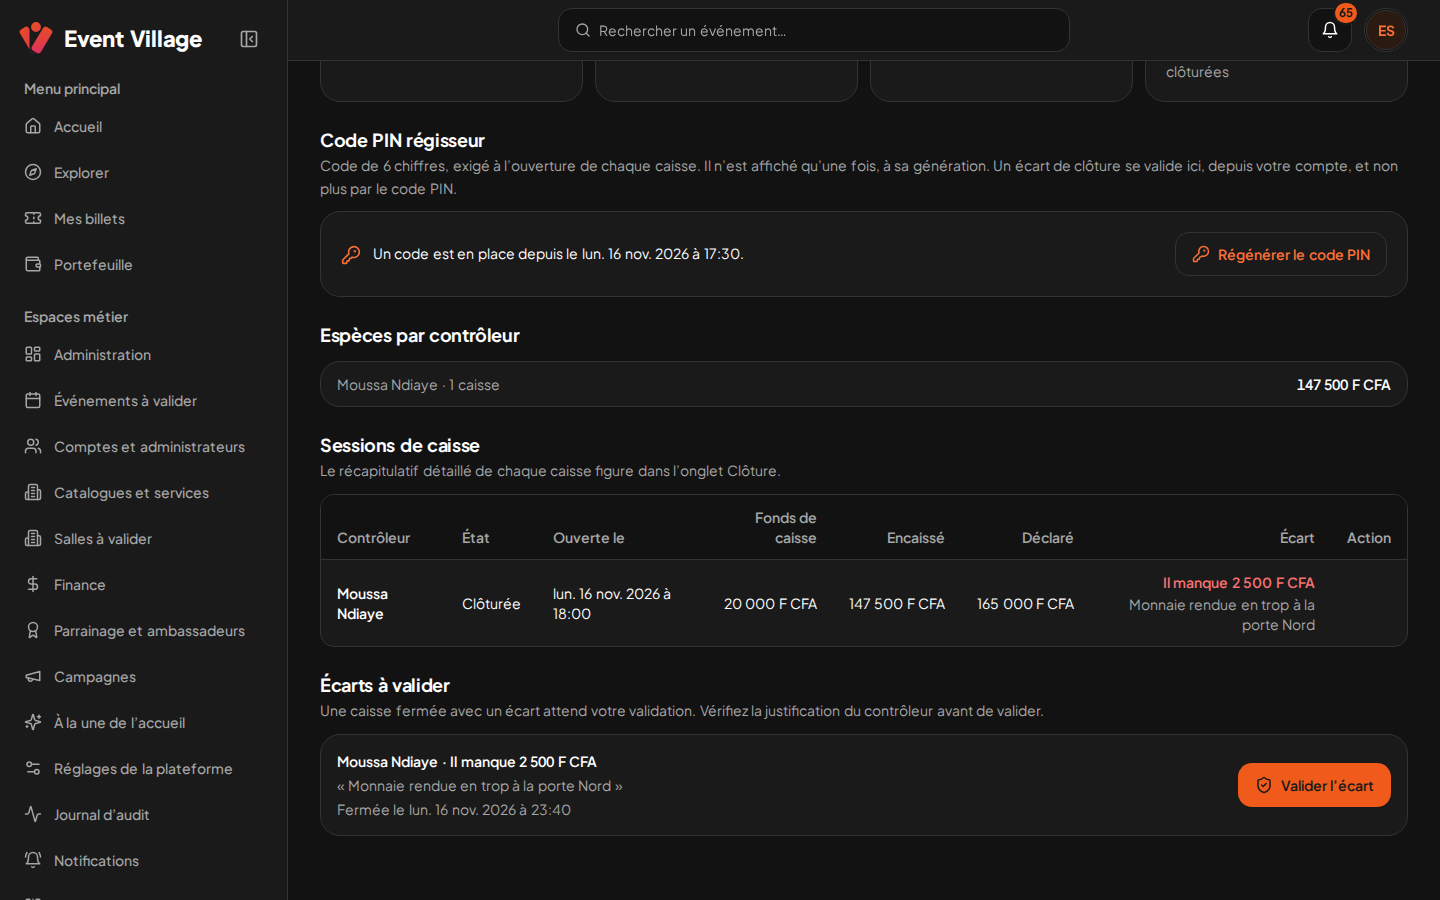 Event Village
Rechercher un événement...
65
ES
Menu principal
Accueil
Explorer
Mes billets
Portefeuille
Espaces métier
Administration
Événements à valider
Comptes et administrateurs
Catalogues et services
Salles à valider
Finance
Parrainage et ambassadeurs
Campagnes
À la une de l'accueil
Réglages de la plateforme
Journal d'audit
Notifications
clôturées
Code PIN régisseur
Code de 6 chiffres, exigé à l'ouverture de chaque caisse. Il n'est affiché qu'une fois, à sa génération. Un écart de clôture se valide ici, depuis votre compte, et non
plus par le code PIN.
Un code est en place depuis le lun. 16 nov. 2026 à 17:30.
Régénérer le code PIN
Espèces par contrôleur
Moussa Ndiaye · 1 caisse
147 500 F CFA
Sessions de caisse
Le récapitulatif détaillé de chaque caisse figure dans l'onglet Clôture.
Contrôleur
État
Ouverte le
Fonds de
caisse
Encaissé
Déclaré
Écart
Action
Moussa
Ndiaye
Clôturée
lun. 16 nov. 2026 à
18:00
20 000 F CFA
147 500 F CFA
165 000 F CFA
Il manque 2 500 F CFA
Monnaie rendue en trop à la
porte Nord
Écarts à valider
Une caisse fermée avec un écart attend votre validation. Vérifiez la justification du contrôleur avant de valider.
Moussa Ndiaye · Il manque 2 500 F CFA
« Monnaie rendue en trop à la porte Nord »
Fermée le lun. 16 nov. 2026 à 23:40
Valider l'écart